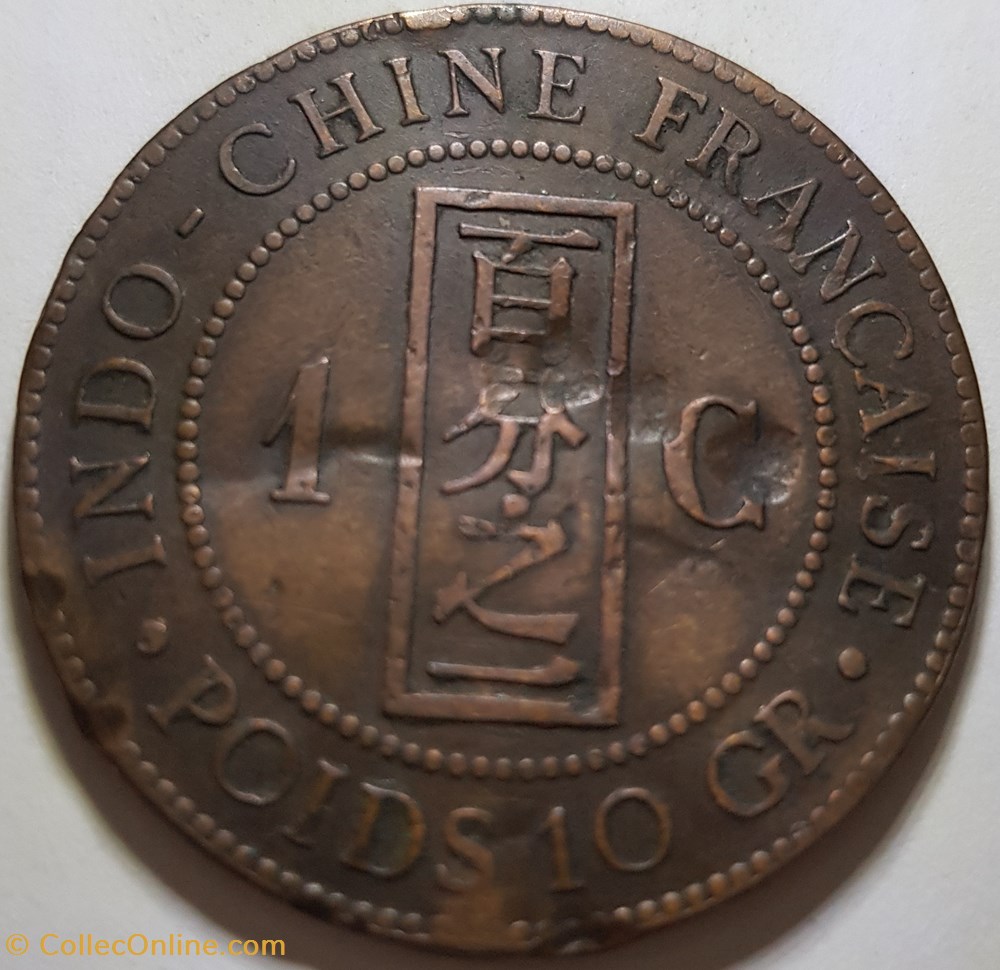 INDO-CHINE FRANCAISE
1 C
百分之一
• POIDS 10 GR •
© CollecOnline.com